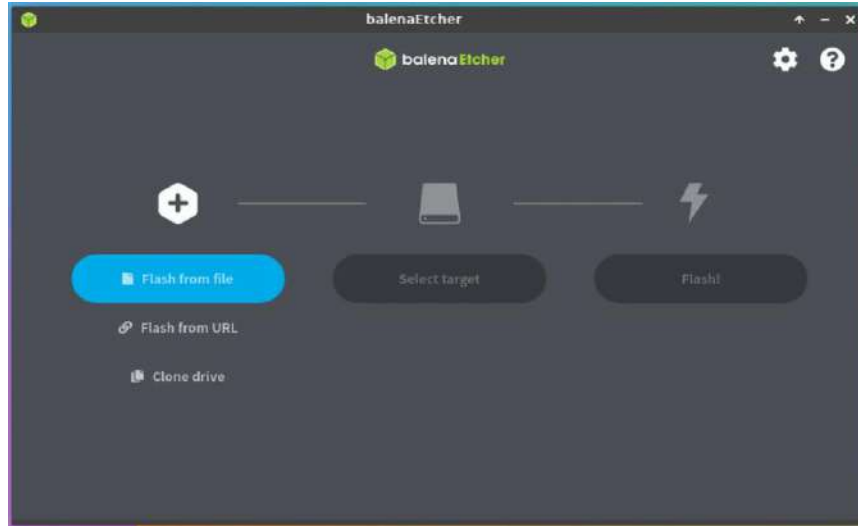 balenaEtcher
balenaEtcher
Flash from file
Select target
Flash!
Flash from URL
Clone drive